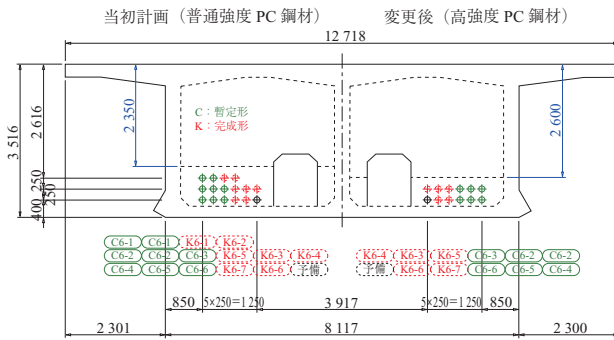 当初計画（普通強度 PC 鋼材） 変更後（高強度 PC 鋼材）
12 718
3 516
2 616
250
250
400
2 350
C：暫定形
K：完成形
2 600
C6-1 C6-1 K6-1 K6-2
C6-2 C6-2 C6-3 K6-5 K6-3 K6-4
C6-4 C6-5 C6-6 K6-7 K6-6 予備
K6-4 K6-3 K6-5 C6-3 C6-2 C6-2
予備 K6-6 K6-7 C6-6 C6-5 C6-4
850 5×250＝1 250 3 917 5×250＝1 250 850
2 301 8 117 2 300